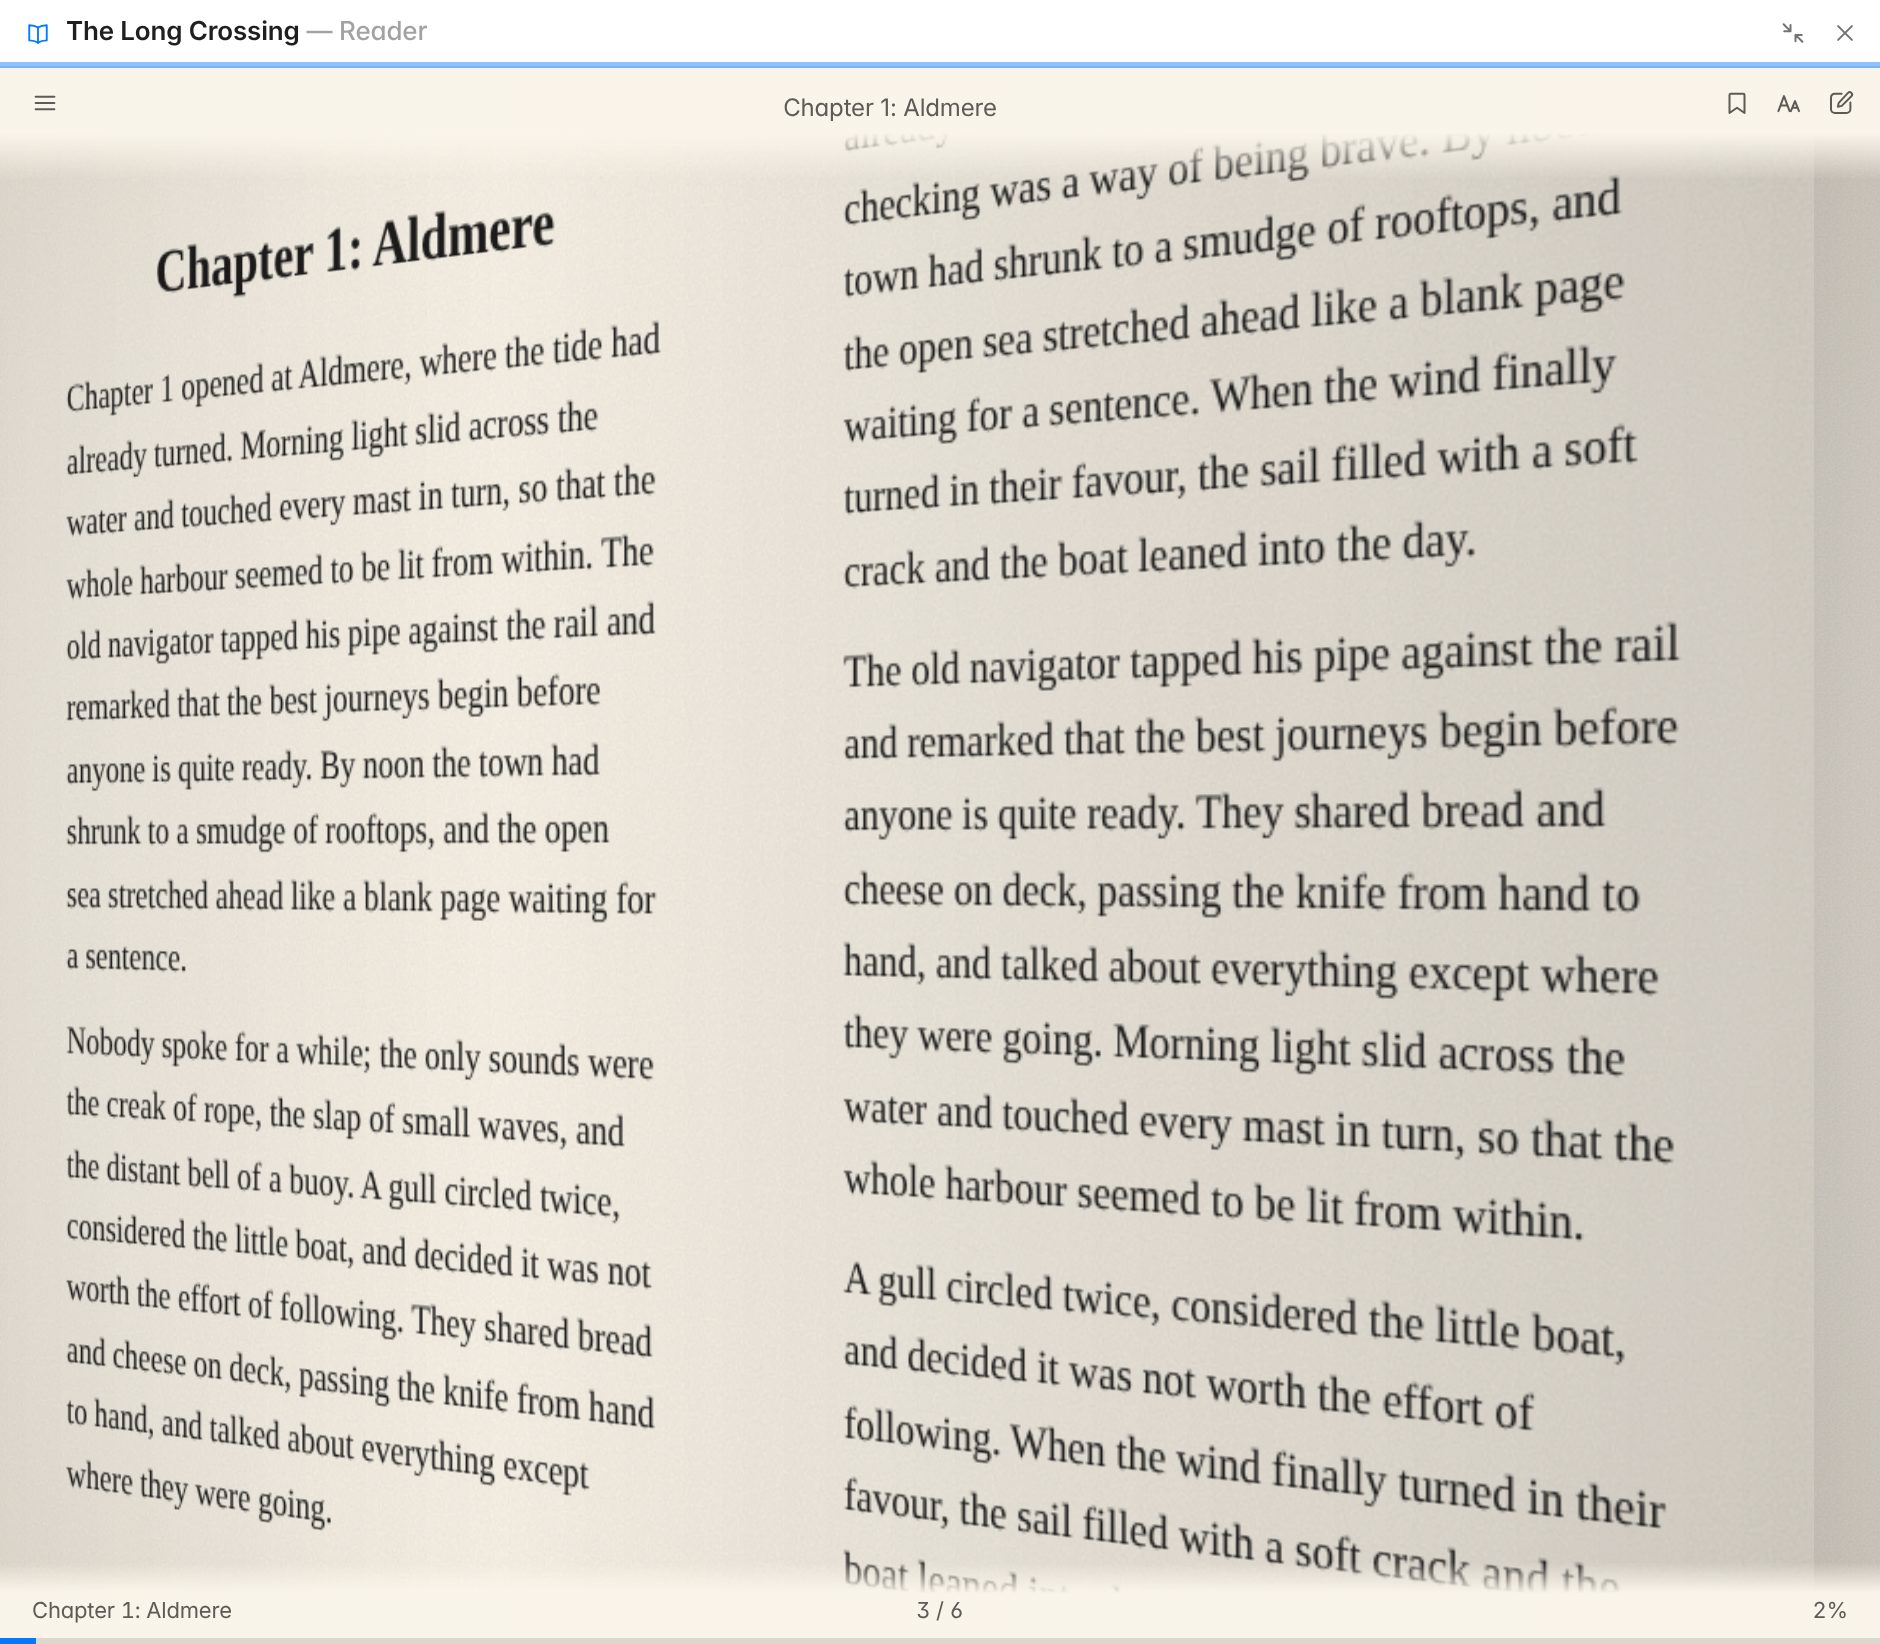 The Long Crossing — Reader
Chapter 1: Aldmere
Chapter 1: Aldmere
Chapter 1 opened at Aldmere, where the tide had
already turned. Morning light slid across the
water and touched every mast in turn, so that the
whole harbour seemed to be lit from within. The
old navigator tapped his pipe against the rail and
remarked that the best journeys begin before
anyone is quite ready. By noon the town had
shrunk to a smudge of rooftops, and the open
sea stretched ahead like a blank page waiting for
a sentence.
Nobody spoke for a while; the only sounds were
the creak of rope, the slap of small waves, and
the distant bell of a buoy. A gull circled twice,
considered the little boat, and decided it was not
worth the effort of following. They shared bread
and cheese on deck, passing the knife from hand
to hand, and talked about everything except
where they were going.
already
checking was a way of being brave. By
town had shrunk to a smudge of rooftops, and
the open sea stretched ahead like a blank page
waiting for a sentence. When the wind finally
turned in their favour, the sail filled with a soft
crack and the boat leaned into the day.
The old navigator tapped his pipe against the rail
and remarked that the best journeys begin before
anyone is quite ready. They shared bread and
cheese on deck, passing the knife from hand to
hand, and talked about everything except where
they were going. Morning light slid across the
water and touched every mast in turn, so that the
whole harbour seemed to be lit from within.
A gull circled twice, considered the little boat,
and decided it was not worth the effort of
following. When the wind finally turned in their
favour, the sail filled with a soft crack and the
boat leaned
Chapter 1: Aldmere
3 / 6
2%